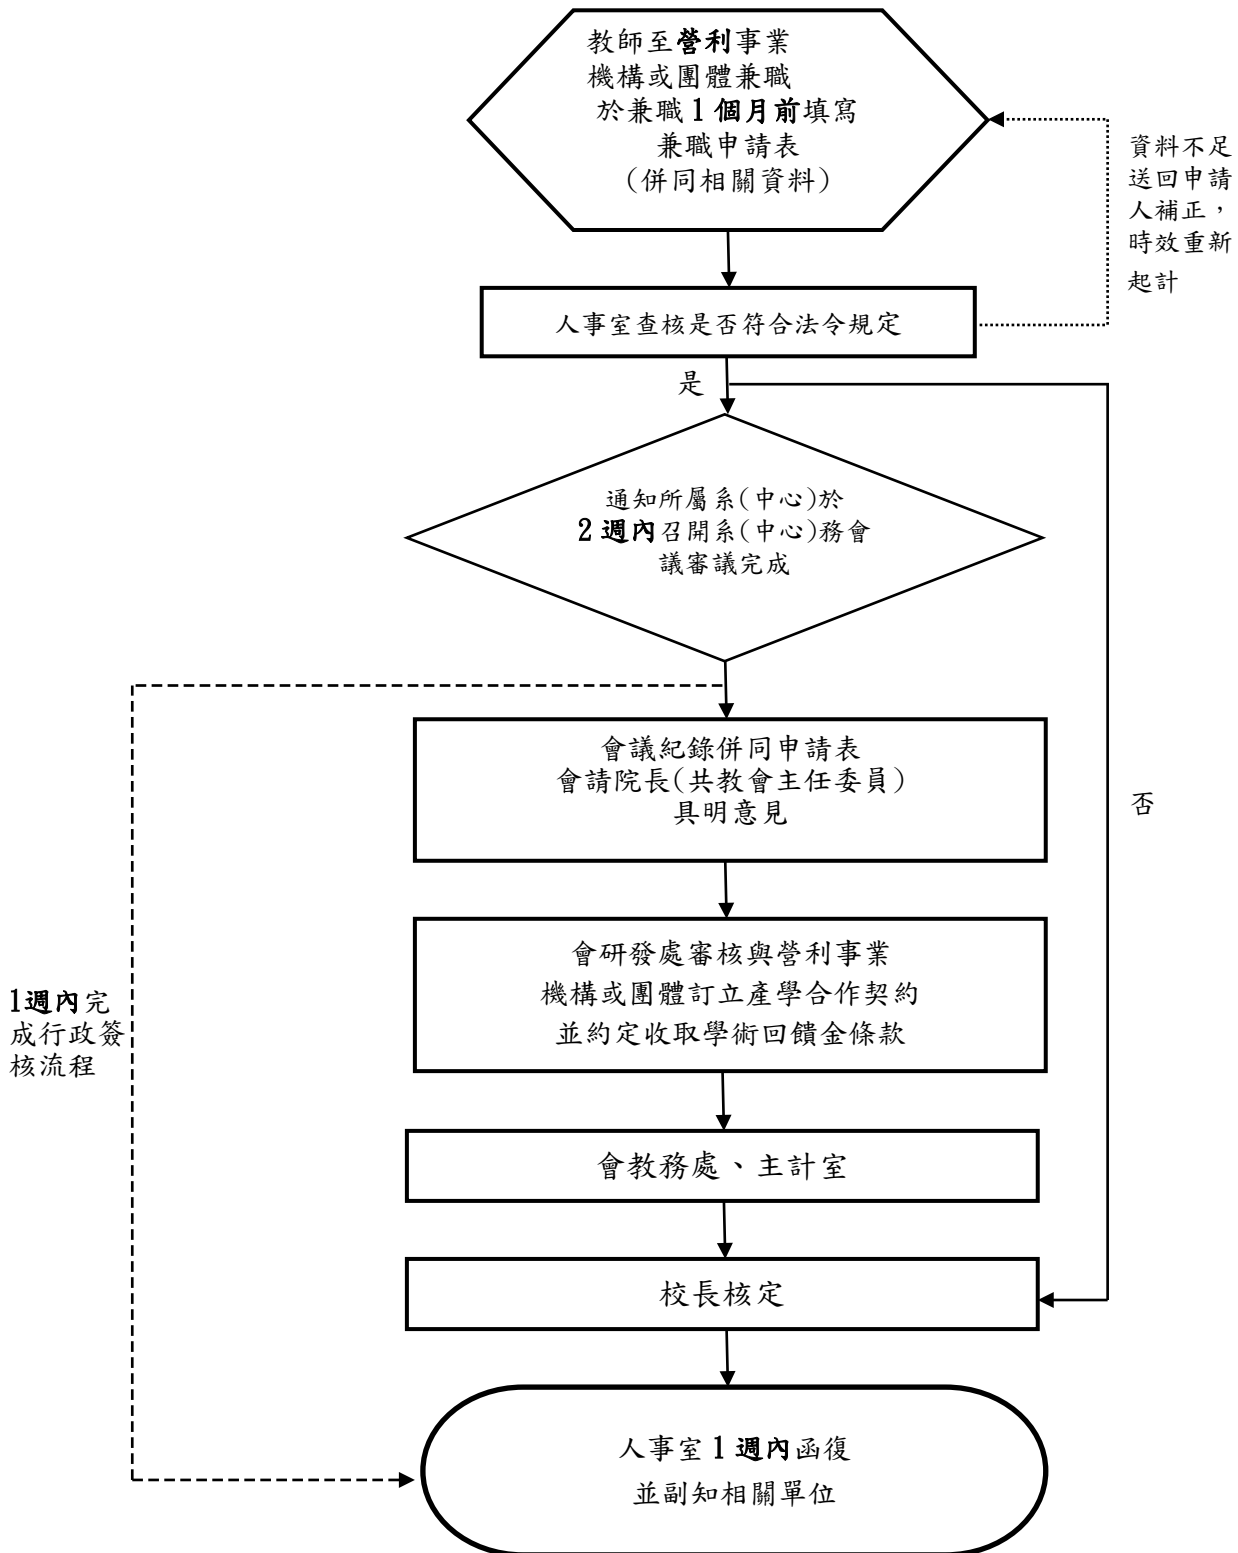 教師至營利事業
機構或團體兼職
於兼職1個月前填寫
兼職申請表
(併同相關資料)
資料不足
送回申請
人補正，
時效重新
起計
人事室查核是否符合法令規定
是
通知所屬系(中心)於
2週內召開系(中心)務會
議審議完成
會議紀錄併同申請表
會請院長(共教會主任委員)
具明意見
否
會研發處審核與營利事業
機構或團體訂立產學合作契約
並約定收取學術回饋金條款
1週內完
成行政簽
核流程
會教務處、主計室
校長核定
人事室1週內函復
並副知相關單位